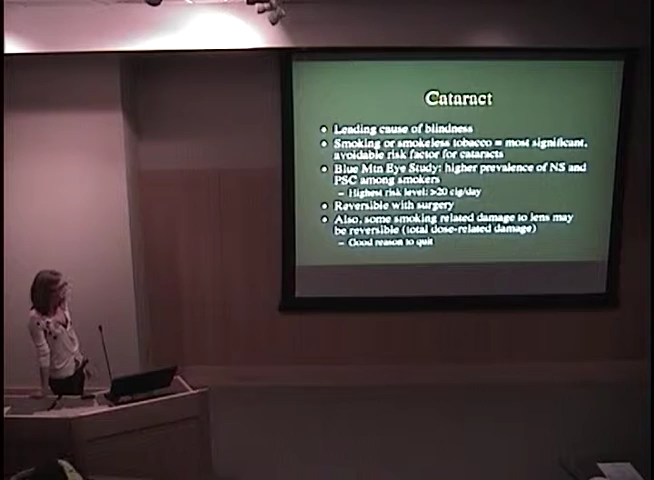 Cataract
• Leading cause of blindness
• Smoking or smokeless tobacco = most significant,
avoidable risk factor for cataracts
• Blue Mtn Eye Study: higher prevalence of NS and
PSC among smokers
– Highest risk level: >20 cig/day
• Reversible with surgery
• Also, some smoking related damage to lens may
be reversible (total dose-related damage)
– Good reason to quit